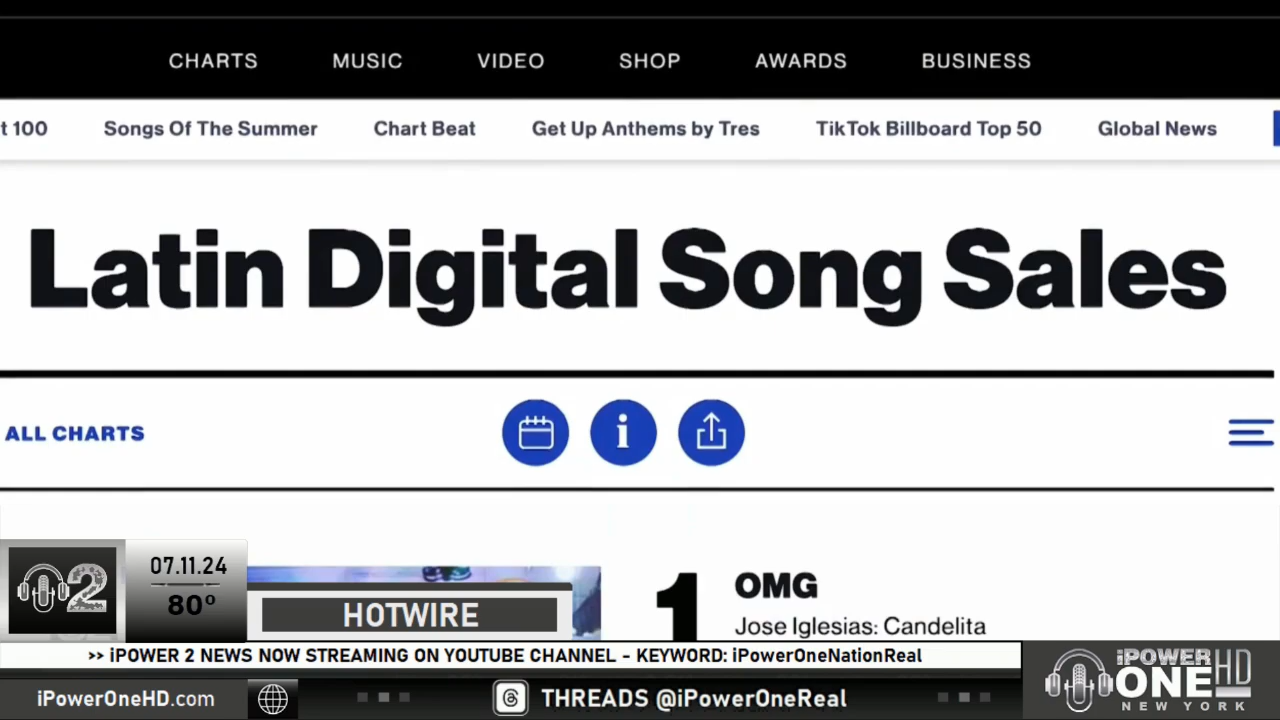 CHARTS MUSIC VIDEO SHOP AWARDS BUSINESS
t 100 Songs Of The Summer Chart Beat Get Up Anthems by Tres TikTok Billboard Top 50 Global News
Latin Digital Song Sales
ALL CHARTS
1 OMG
Jose Iglesias: Candelita
2
07.11.24
80º
HOTWIRE
>> iPOWER 2 NEWS NOW STREAMING ON YOUTUBE CHANNEL - KEYWORD: iPowerOneNationReal
iPowerOneHD.com
THREADS @iPowerOneReal
iPOWER
ONE HD
NEW YORK